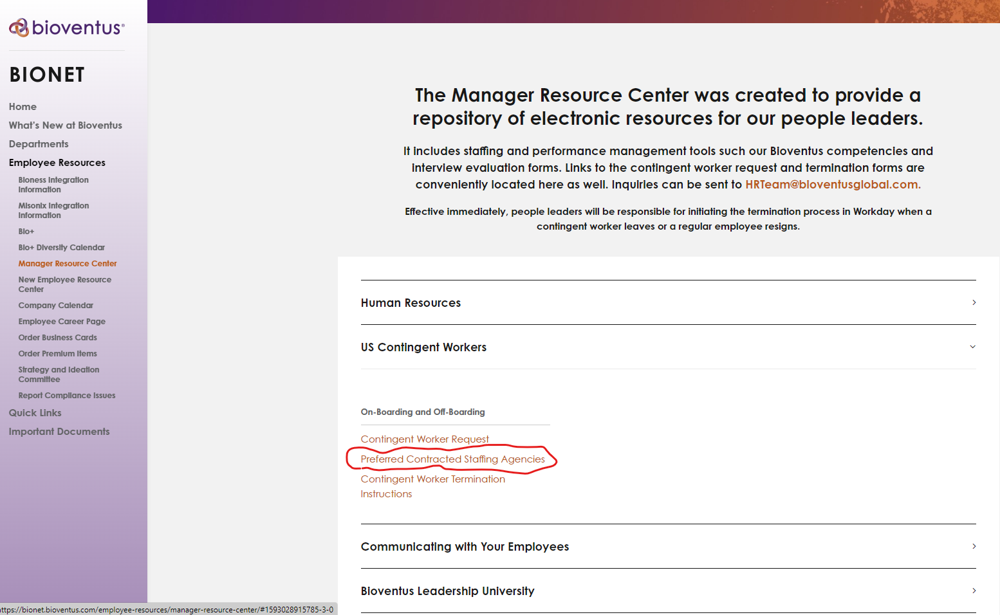 bioventus®
BIONET
Home
What's New at Bioventus
Departments
Employee Resources
Bioness Integration
Information
Misonix Integration
Information
Bio+
Bio+ Diversity Calendar
Manager Resource Center
New Employee Resource
Center
Company Calendar
Employee Career Page
Order Business Cards
Order Premium Items
Strategy and Ideation
Committee
Report Compliance Issues
Quick Links
Important Documents
The Manager Resource Center was created to provide a
repository of electronic resources for our people leaders.
It includes staffing and performance management tools such our Bioventus competencies and
interview evaluation forms. Links to the contingent worker request and termination forms are
conveniently located here as well. Inquiries can be sent to HRTeam@bioventusglobal.com.
Effective immediately, people leaders will be responsible for initiating the termination process in Workday when a
contingent worker leaves or a regular employee resigns.
Human Resources
US Contingent Workers
On-Boarding and Off-Boarding
Contingent Worker Request
Preferred Contracted Staffing Agencies
Contingent Worker Termination
Instructions
Communicating with Your Employees
Bioventus Leadership University
ttps://bionet.bioventus.com/employee-resources/manager-resource-center/#1593028915785-3-0